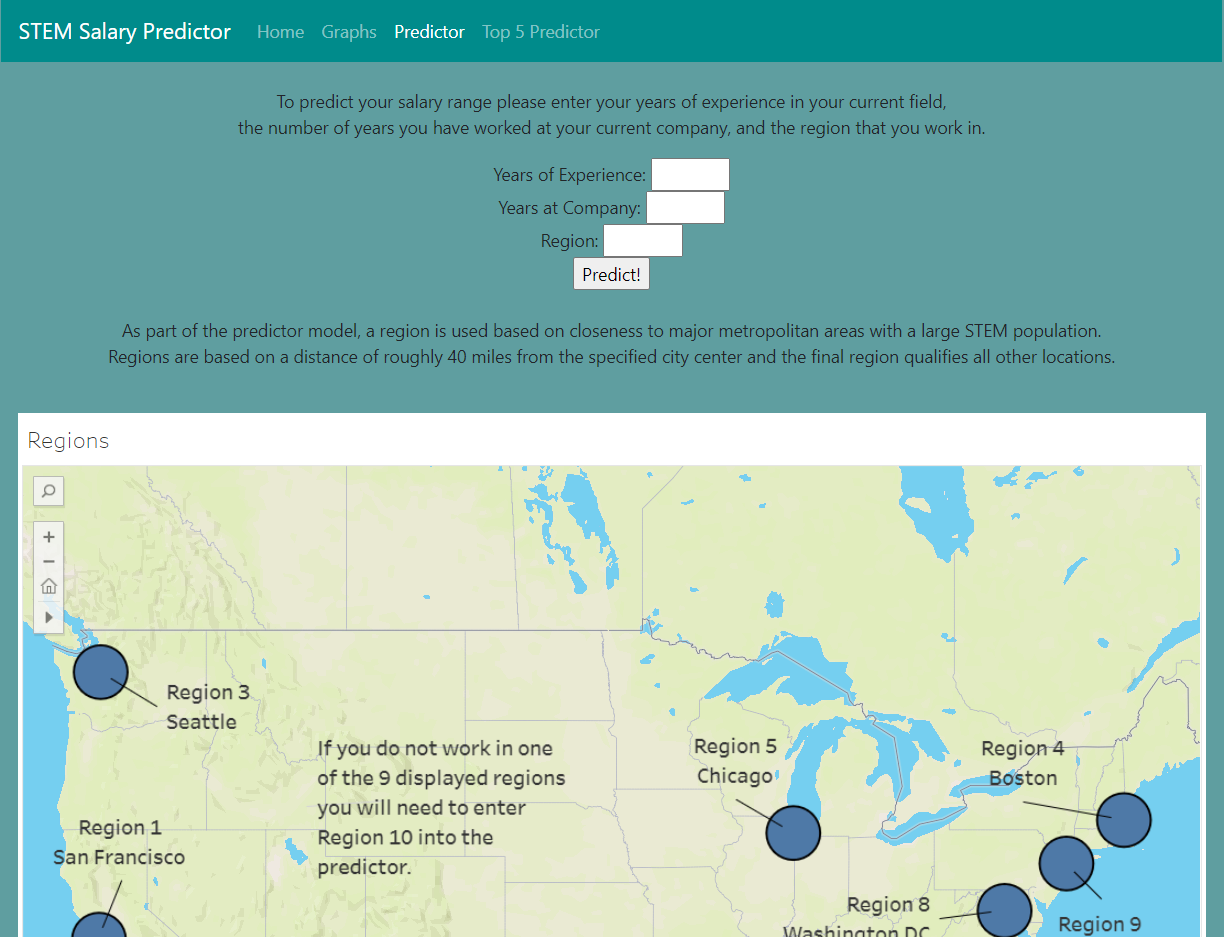 STEM Salary Predictor Home Graphs Predictor Top 5 Predictor
To predict your salary range please enter your years of experience in your current field,
the number of years you have worked at your current company, and the region that you work in.
Years of Experience:
Years at Company:
Region:
Predict!
As part of the predictor model, a region is used based on closeness to major metropolitan areas with a large STEM population.
Regions are based on a distance of roughly 40 miles from the specified city center and the final region qualifies all other locations.
Regions
Region 3
Seattle
If you do not work in one
of the 9 displayed regions
you will need to enter
Region 10 into the
predictor.
Region 5
Chicago
Region 4
Boston
Region 1
San Francisco
Region 8
Washington DC
Region 9